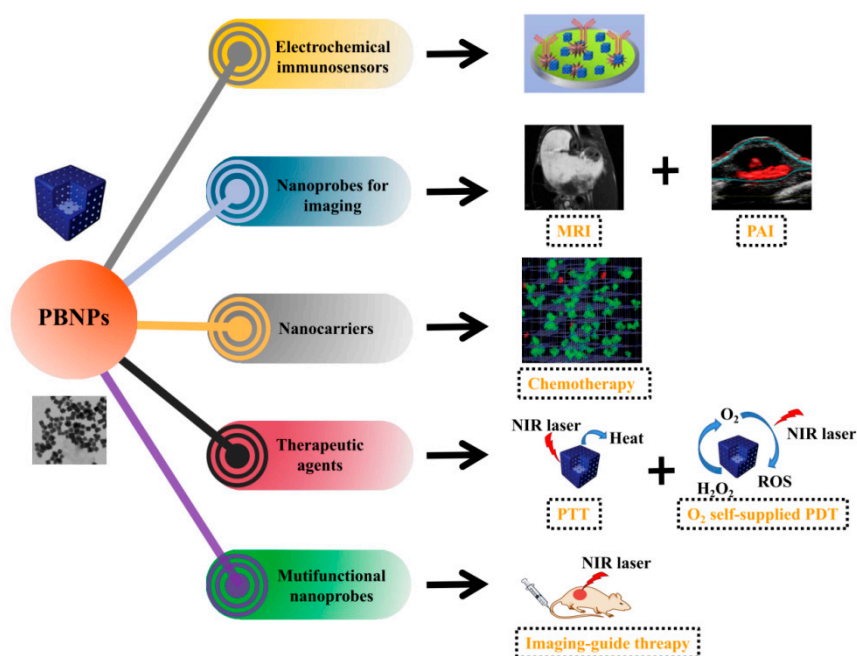 PBNPs
Electrochemical
immunosensors
Nanoprobes for
imaging
MRI
+
PAI
Nanocarriers
Chemotherapy
Therapeutic
agents
NIR laser
Heat
PTT
+
O₂
NIR laser
H₂O₂
ROS
O₂ self-supplied PDT
Mutifunctional
nanoprobes
NIR laser
Imaging-guide threapy